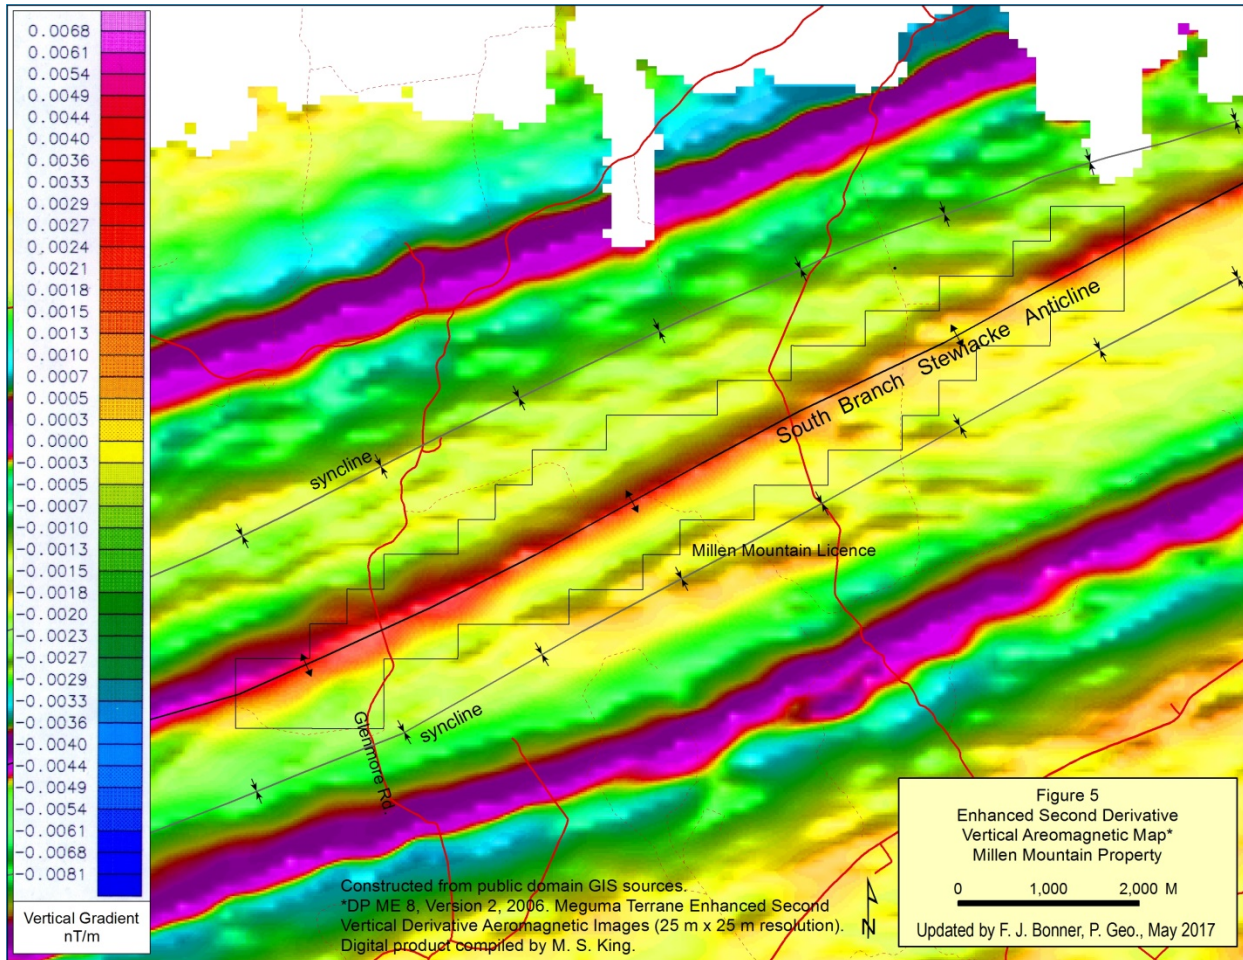 0.0068
0.0061
0.0054
0.0049
0.0044
0.0040
0.0036
0.0033
0.0029
0.0027
0.0024
0.0021
0.0018
0.0015
0.0013
0.0010
0.0007
0.0005
0.0003
0.0000
-0.0003
-0.0005
-0.0007
-0.0010
-0.0013
-0.0015
-0.0018
-0.0020
-0.0023
-0.0027
-0.0029
-0.0033
-0.0036
-0.0040
-0.0044
-0.0049
-0.0054
-0.0061
-0.0068
-0.0081
Vertical Gradient
nT/m
syncline
South Branch Stewiacke Anticline
Millen Mountain Licence
syncline
Glenmore Rd.
Constructed from public domain GIS sources.
*DP ME 8, Version 2, 2006. Meguma Terrane Enhanced Second
Vertical Derivative Aeromagnetic Images (25 m x 25 m resolution).
Digital product compiled by M. S. King.
N
Figure 5
Enhanced Second Derivative
Vertical Areomagnetic Map*
Millen Mountain Property
0 1,000 2,000 M
Updated by F. J. Bonner, P. Geo., May 2017